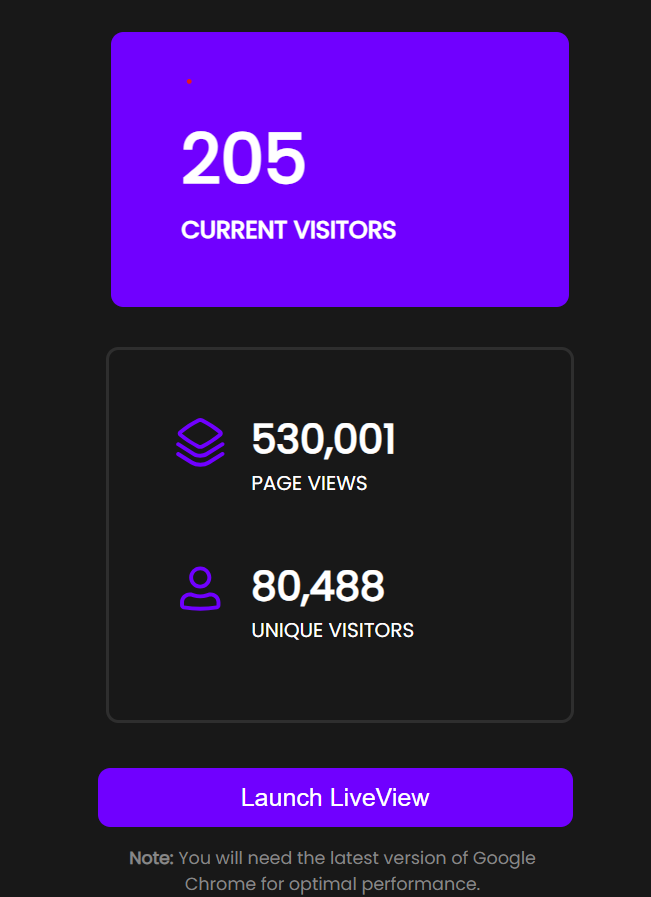 205
CURRENT VISITORS
530,001
PAGE VIEWS
80,488
UNIQUE VISITORS
Launch LiveView
Note: You will need the latest version of Google
Chrome for optimal performance.